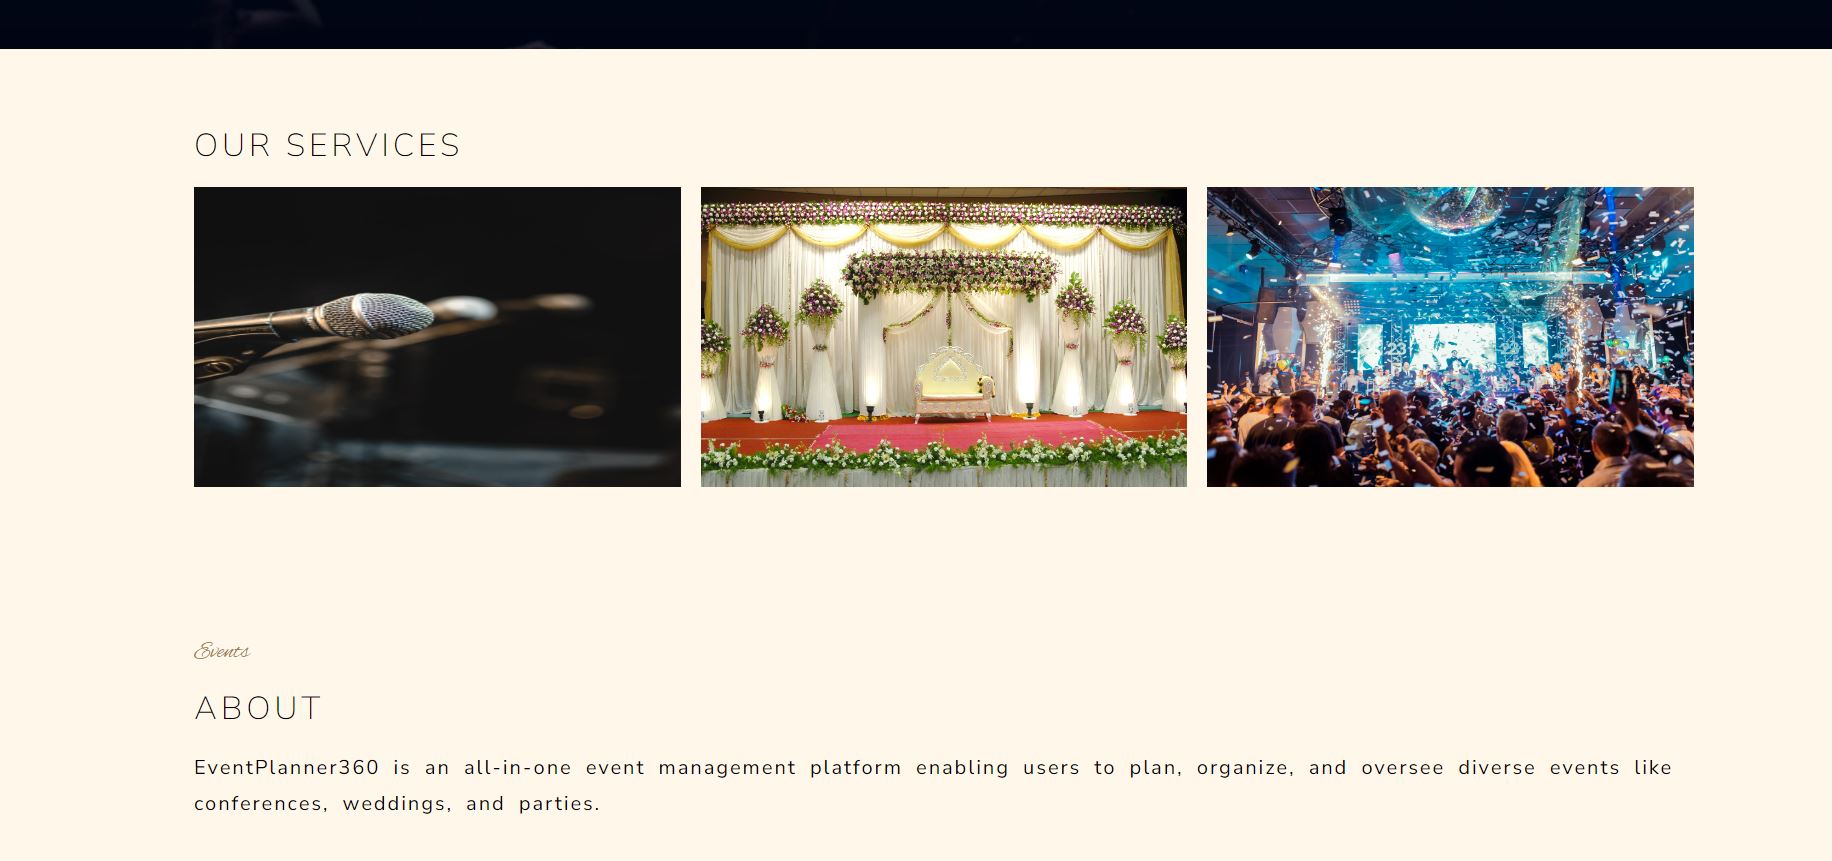 OUR SERVICES
Events
ABOUT
EventPlanner360 is an all-in-one event management platform enabling users to plan, organize, and oversee diverse events like
conferences, weddings, and parties.